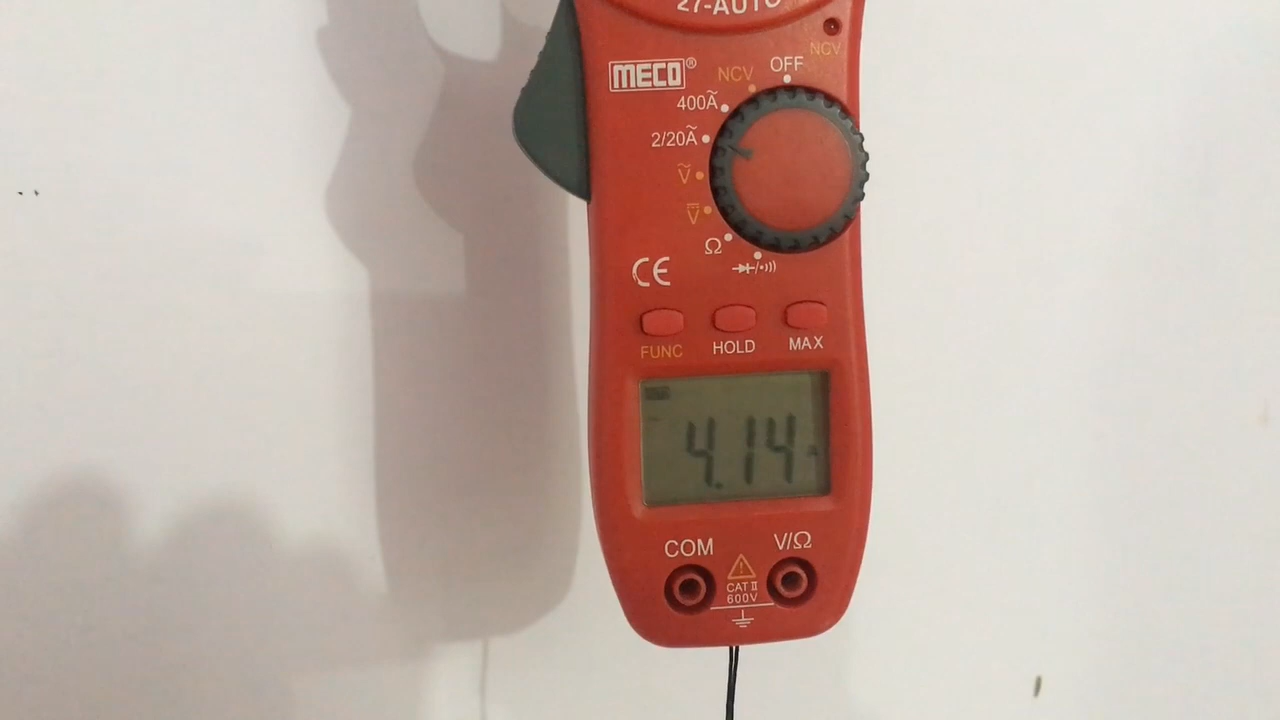 27-AUTO
NCV
MECO®
NCV
OFF
400Ã
2/20Ã
Ṽ
V
Ω
CE
FUNC
HOLD
MAX
4.14 A
COM
V/Ω
CAT II
600V